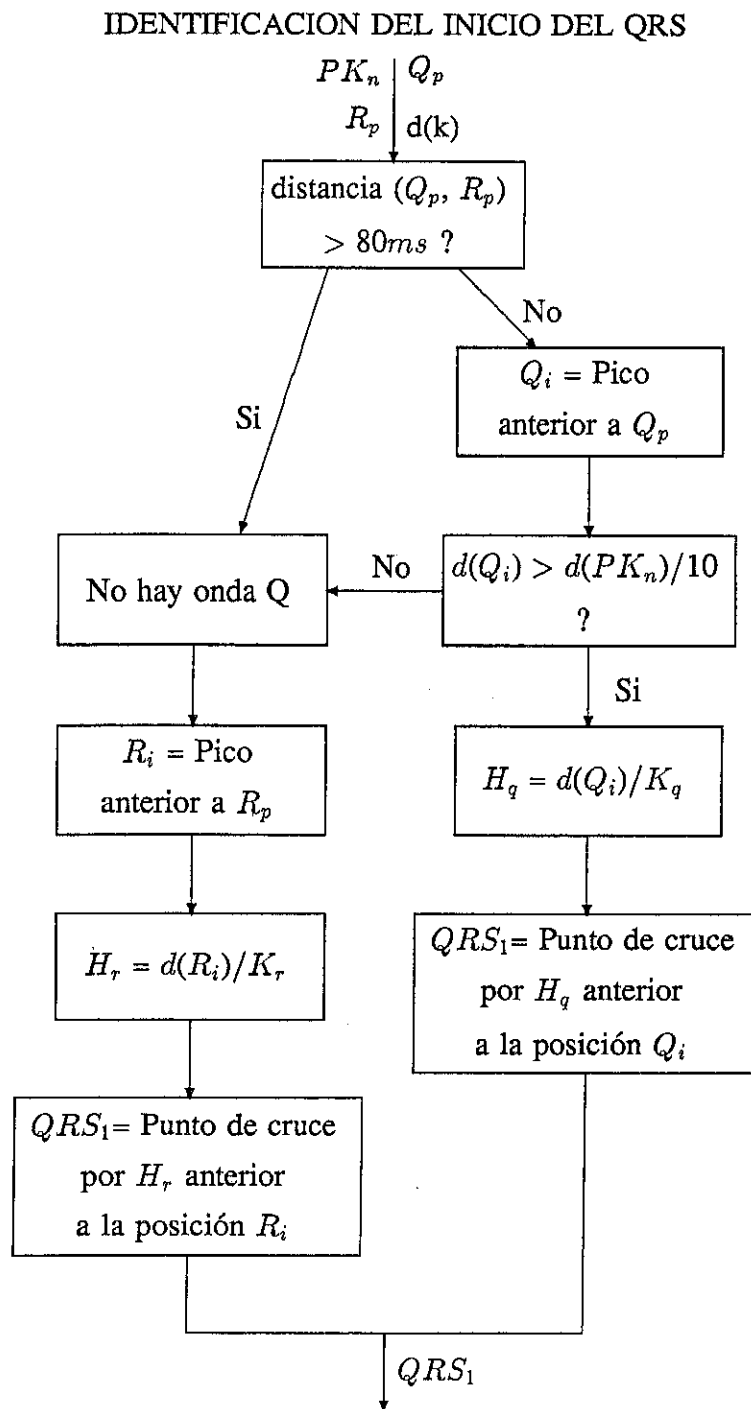 IDENTIFICACION DEL INICIO DEL QRS
PK_n Q_p
R_p d(k)
distancia (Q_p, R_p)
> 80ms ?
No
Q_i = Pico
anterior a Q_p
Si
No hay onda Q
No
d(Q_i) > d(PK_n)/10
?
Si
R_i = Pico
anterior a R_p
H_q = d(Q_i)/K_q
H_r = d(R_i)/K_r
QRS_1= Punto de cruce
por H_q anterior
a la posición Q_i
QRS_1= Punto de cruce
por H_r anterior
a la posición R_i
QRS_1